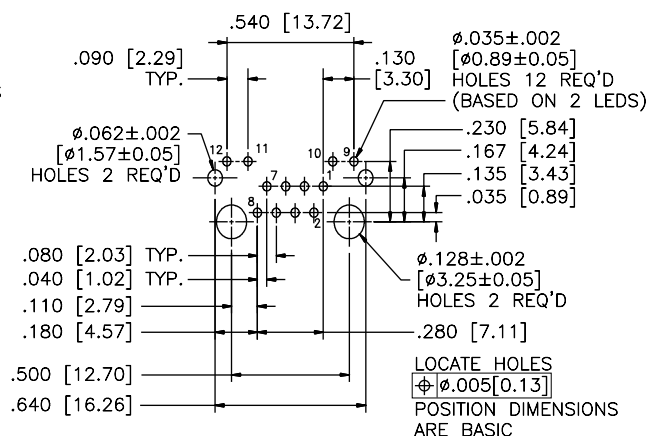 .540 [13.72]
.090 [2.29]
TYP.
.130
[3.30]
ø.035±.002
[ø0.89±0.05]
HOLES 12 REQ'D
(BASED ON 2 LEDS)
ø.062±.002
[ø1.57±0.05]
HOLES 2 REQ'D
12
11
10
9
.230 [5.84]
.167 [4.24]
.135 [3.43]
.035 [0.89]
7
1
8
2
.080 [2.03] TYP.
.040 [1.02] TYP.
.110 [2.79]
.180 [4.57]
ø.128±.002
[ø3.25±0.05]
HOLES 2 REQ'D
.280 [7.11]
.500 [12.70]
.640 [16.26]
LOCATE HOLES
⌖ ø.005[0.13]
POSITION DIMENSIONS
ARE BASIC